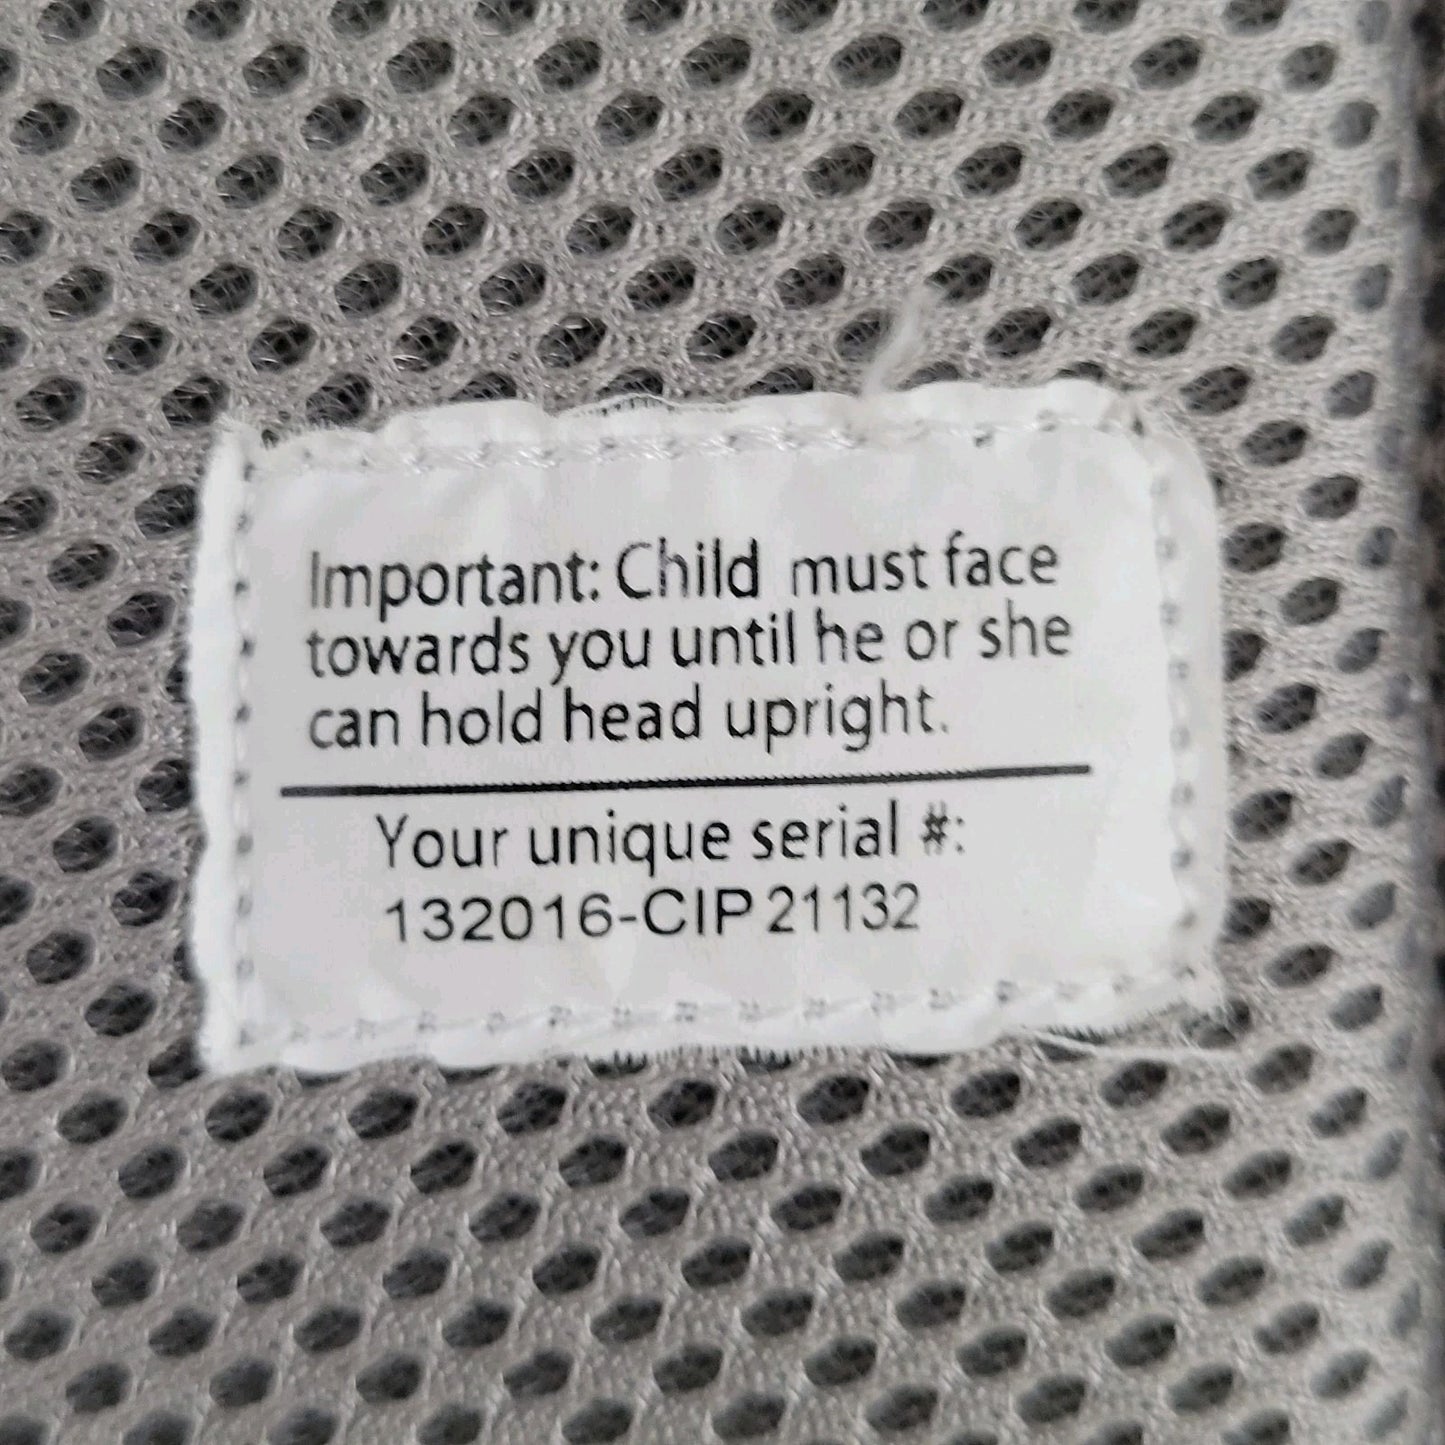 Important: Child must face
towards you until he or she
can hold head upright.
Your unique serial #:
132016-CIP 21132